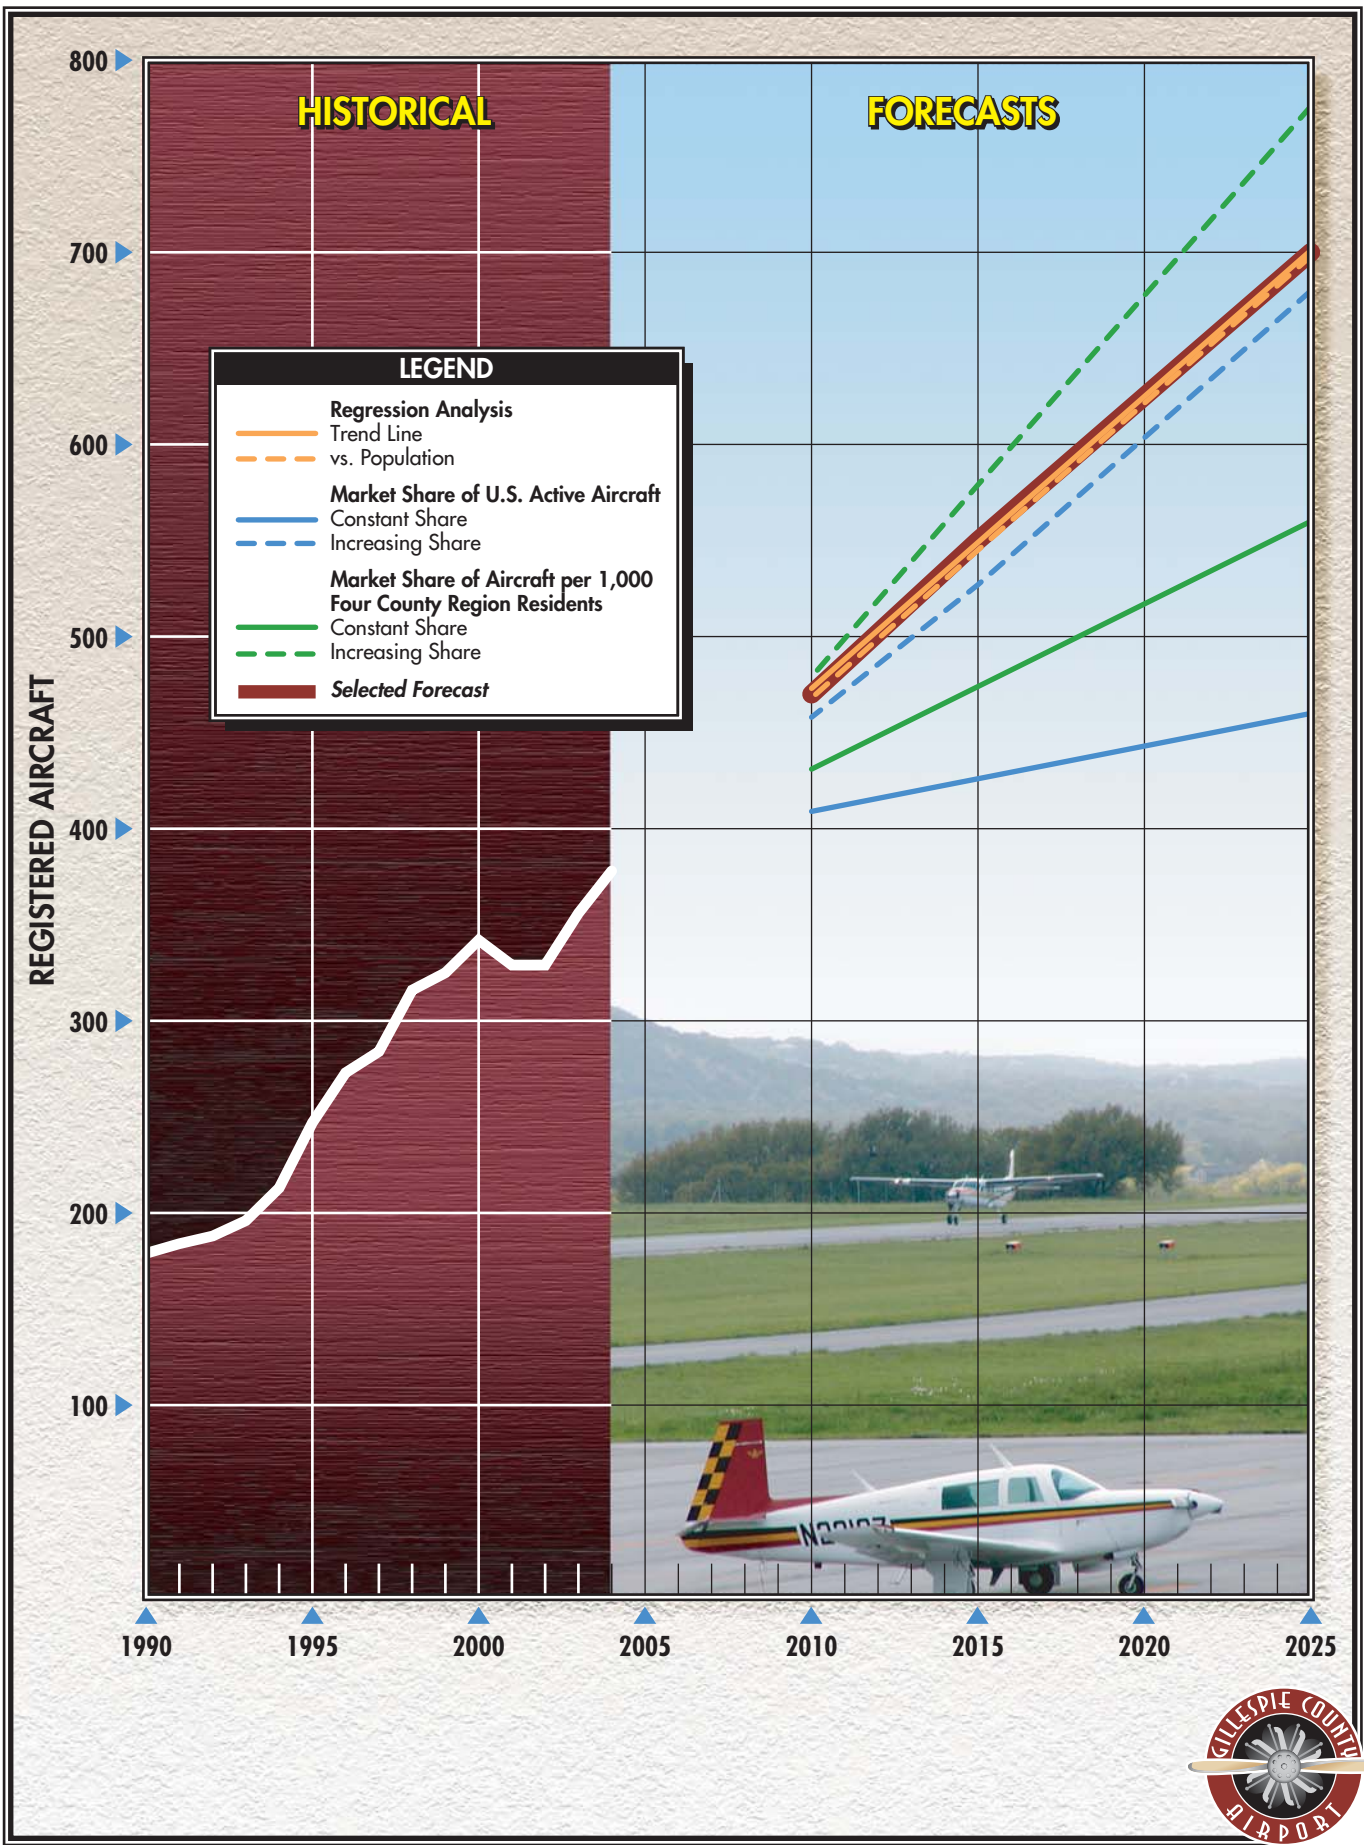 800
HISTORICAL
FORECASTS
700
LEGEND
Regression Analysis
Trend Line
vs. Population
Market Share of U.S. Active Aircraft
Constant Share
Increasing Share
Market Share of Aircraft per 1,000
Four County Region Residents
Constant Share
Increasing Share
Selected Forecast
600
500
REGISTERED AIRCRAFT
400
300
200
100
1990 1995 2000 2005 2010 2015 2020 2025
GILLESPIE COUNTY
AIRPORT